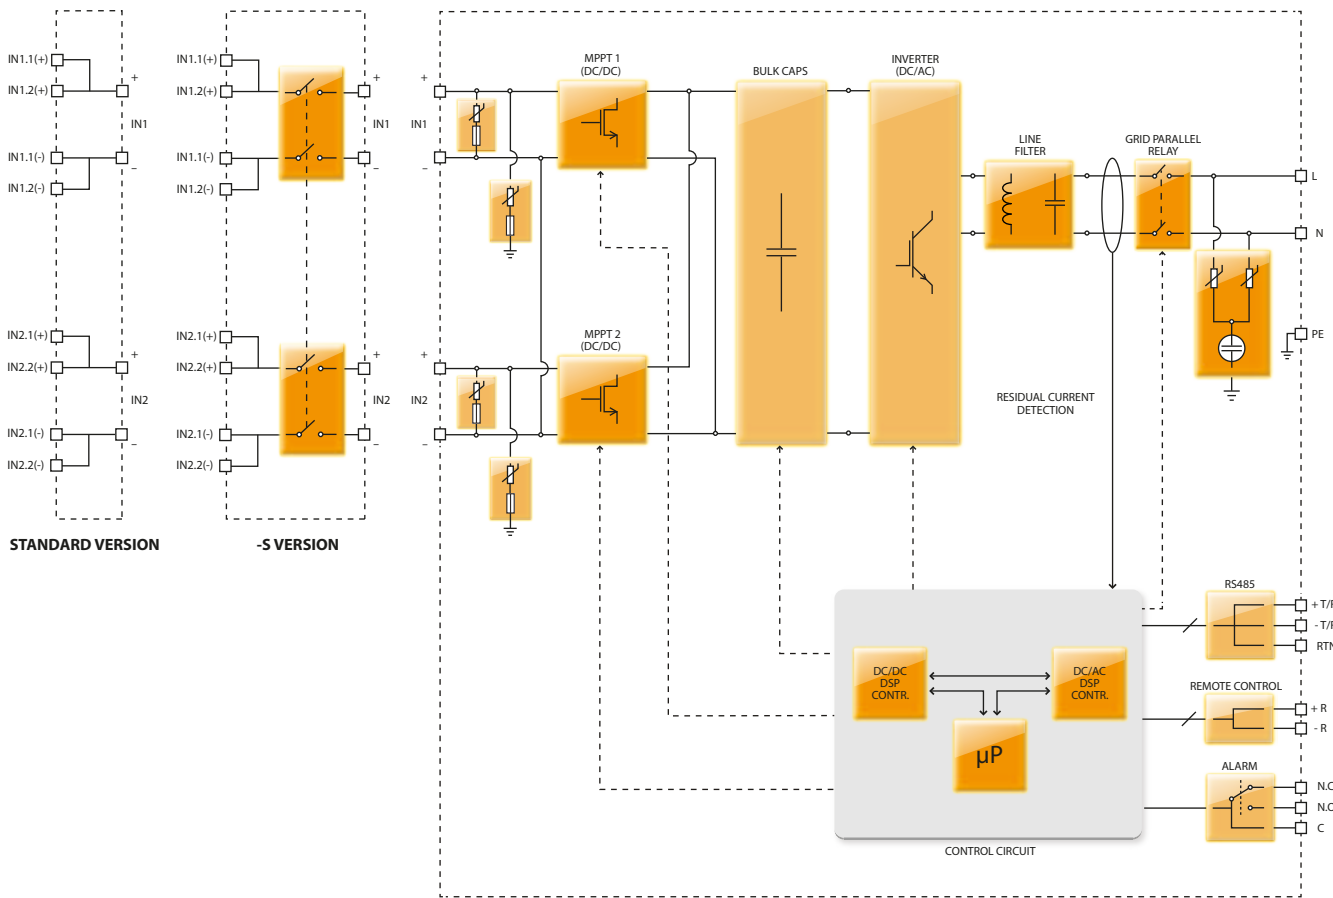 IN1.1(+)
IN1.2(+)
+
IN1
IN1.1(-)
IN1.2(-)
–
IN2.1(+)
IN2.2(+)
+
IN2
IN2.1(-)
IN2.2(-)
–
STANDARD VERSION
IN1.1(+)
IN1.2(+)
+
IN1
IN1.1(-)
IN1.2(-)
–
IN2.1(+)
IN2.2(+)
+
IN2
IN2.1(-)
IN2.2(-)
–
-S VERSION
+
IN1
–
+
IN2
–
MPPT 1
(DC/DC)
MPPT 2
(DC/DC)
BULK CAPS
INVERTER
(DC/AC)
LINE
FILTER
GRID PARALLEL
RELAY
L
N
PE
RESIDUAL CURRENT
DETECTION
DC/DC
DSP
CONTR.
DC/AC
DSP
CONTR.
µP
CONTROL CIRCUIT
RS485
+ T/R
- T/R
RTN
REMOTE CONTROL
+ R
- R
ALARM
N.C
N.O
C